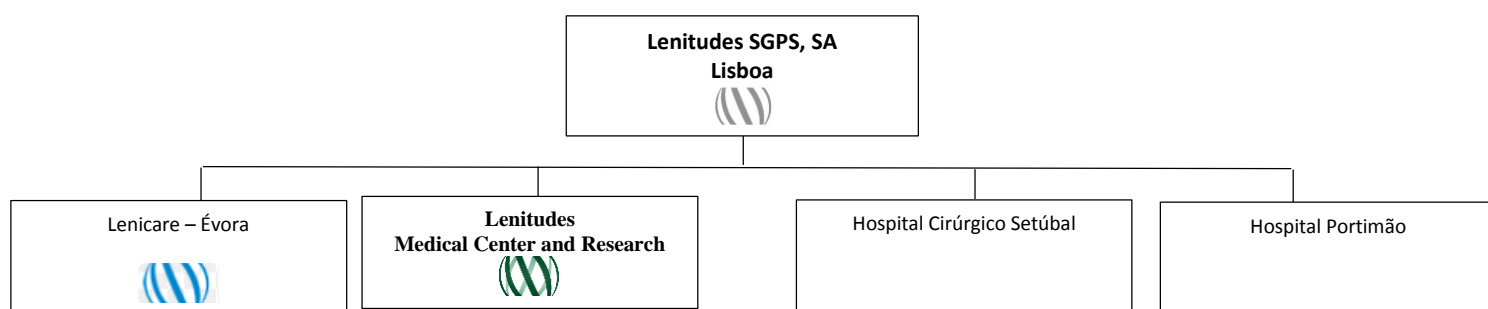 Lenitudes SGPS, SA
Lisboa
Lenicare – Évora
Lenitudes
Medical Center and Research
Hospital Cirúrgico Setúbal
Hospital Portimão